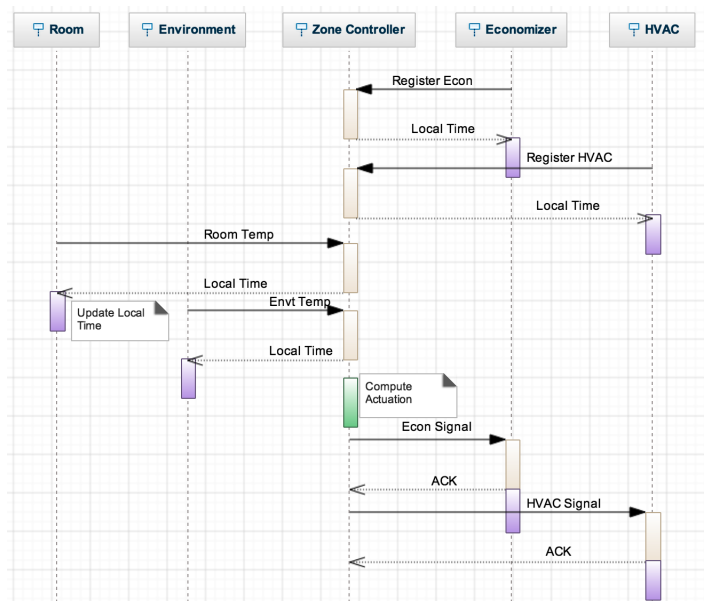 Room
Environment
Zone Controller
Economizer
HVAC
Register Econ
Local Time
Register HVAC
Local Time
Room Temp
Local Time
Envt Temp
Update Local
Time
Local Time
Compute
Actuation
Econ Signal
ACK
HVAC Signal
ACK